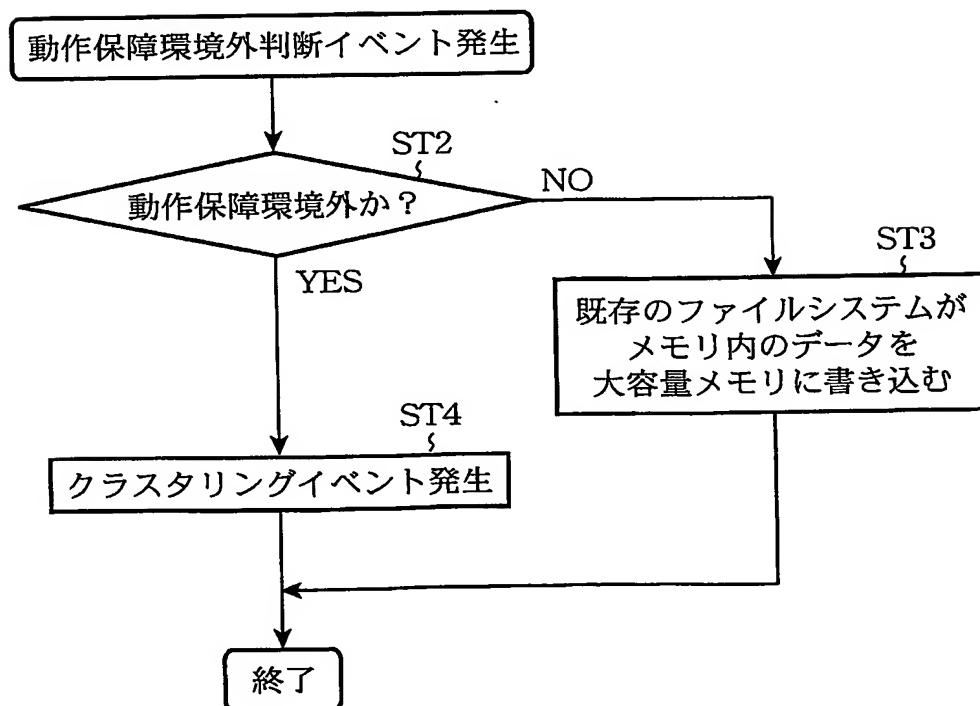 動作保障環境外判断イベント発生
ST2
動作保障環境外か？
NO
YES
ST3
既存のファイルシステムが
メモリ内のデータを
大容量メモリに書き込む
ST4
クラスタリングイベント発生
終了